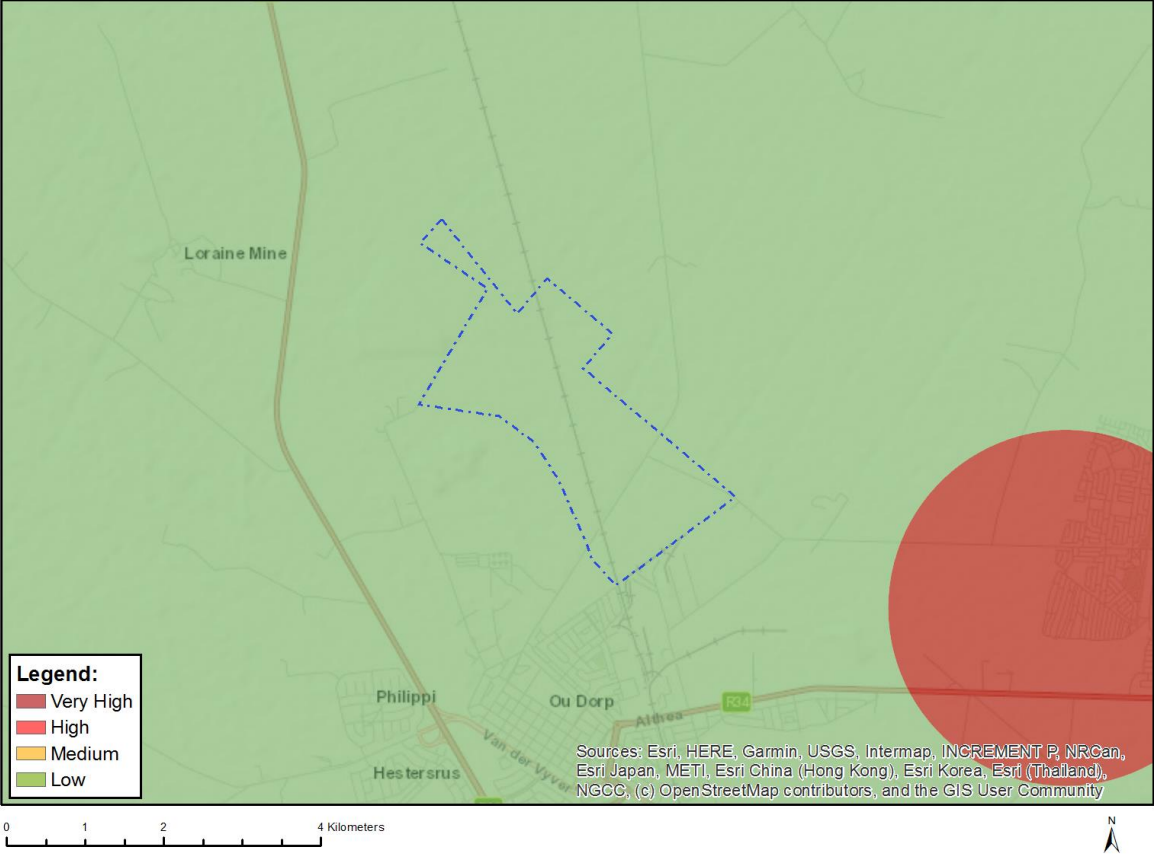 Loraine Mine
Philippi
Ou Dorp
R34
Althea
Van der Vyver
Hestersrus
Legend:
Very High
High
Medium
Low
Sources: Esri, HERE, Garmin, USGS, Intermap, INCREMENT P, NRCan,
Esri Japan, METI, Esri China (Hong Kong), Esri Korea, Esri (Thailand),
NGCC, (c) OpenStreetMap contributors, and the GIS User Community
0 1 2 4 Kilometers
N